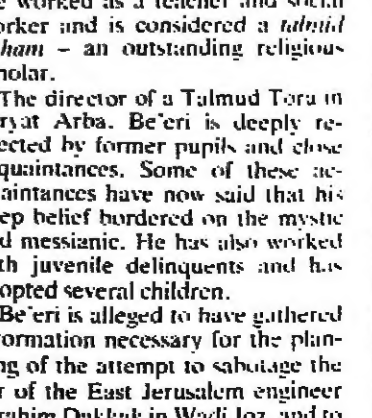 worked as a teacher and social
orker and is considered a talmid
ham – an outstanding religious
holar.
The director of a Talmud Tora in
ryat Arba. Be'eri is deeply re-
ected by former pupils and close
quaintances. Some of these ac-
aintances have now said that his
ep belief bordered on the mystic
d messianic. He has also worked
th juvenile delinquents and has
opted several children.
Be'eri is alleged to have gathered
formation necessary for the plan-
ng of the attempt to sabotage the
r of the East Jerusalem engineer
rahim Dakkak in Wadi Joz, and to